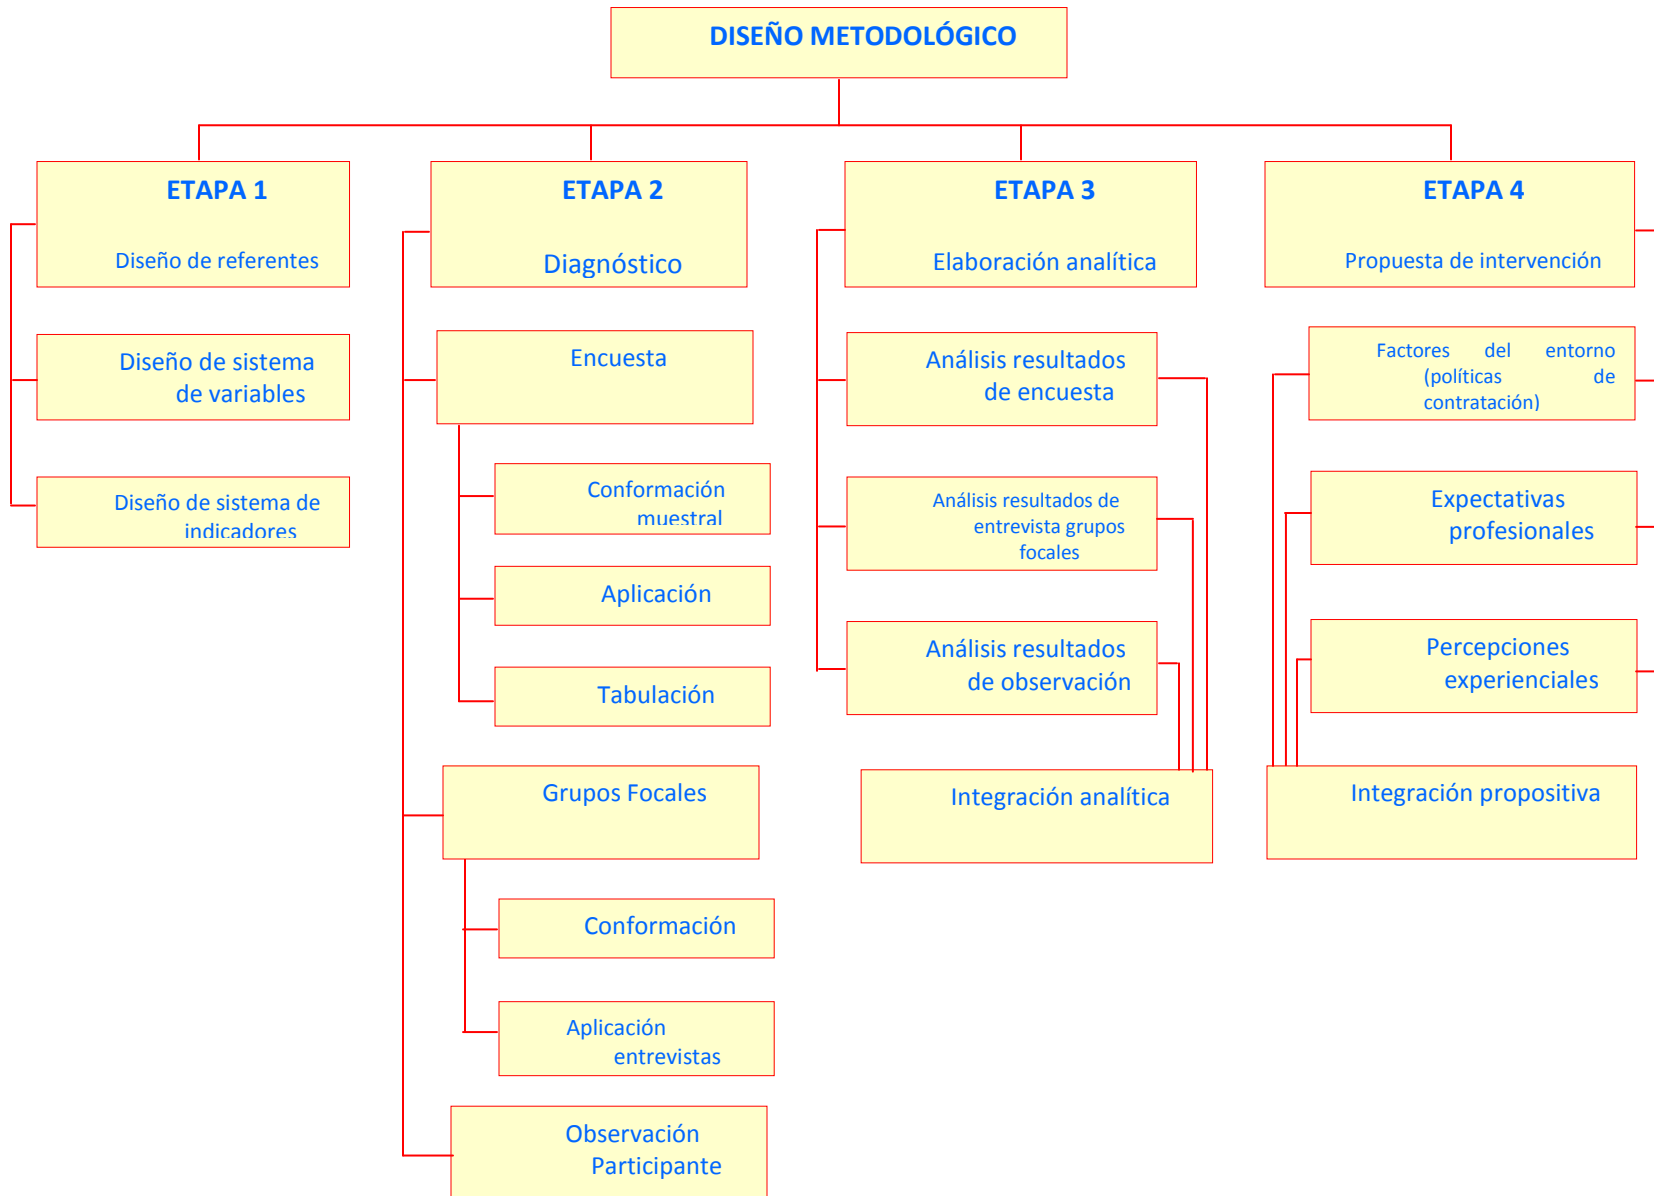 DISEÑO METODOLÓGICO
ETAPA 1
Diseño de referentes
Diseño de sistema
de variables
Diseño de sistema de
indicadores
ETAPA 2
Diagnóstico
Encuesta
Conformación
muestral
Aplicación
Tabulación
Grupos Focales
Conformación
Aplicación
entrevistas
Observación
Participante
ETAPA 3
Elaboración analítica
Análisis resultados
de encuesta
Análisis resultados de
entrevista grupos
focales
Análisis resultados
de observación
Integración analítica
ETAPA 4
Propuesta de intervención
Factores del entorno
(políticas de
contratación)
Expectativas
profesionales
Percepciones
experienciales
Integración propositiva